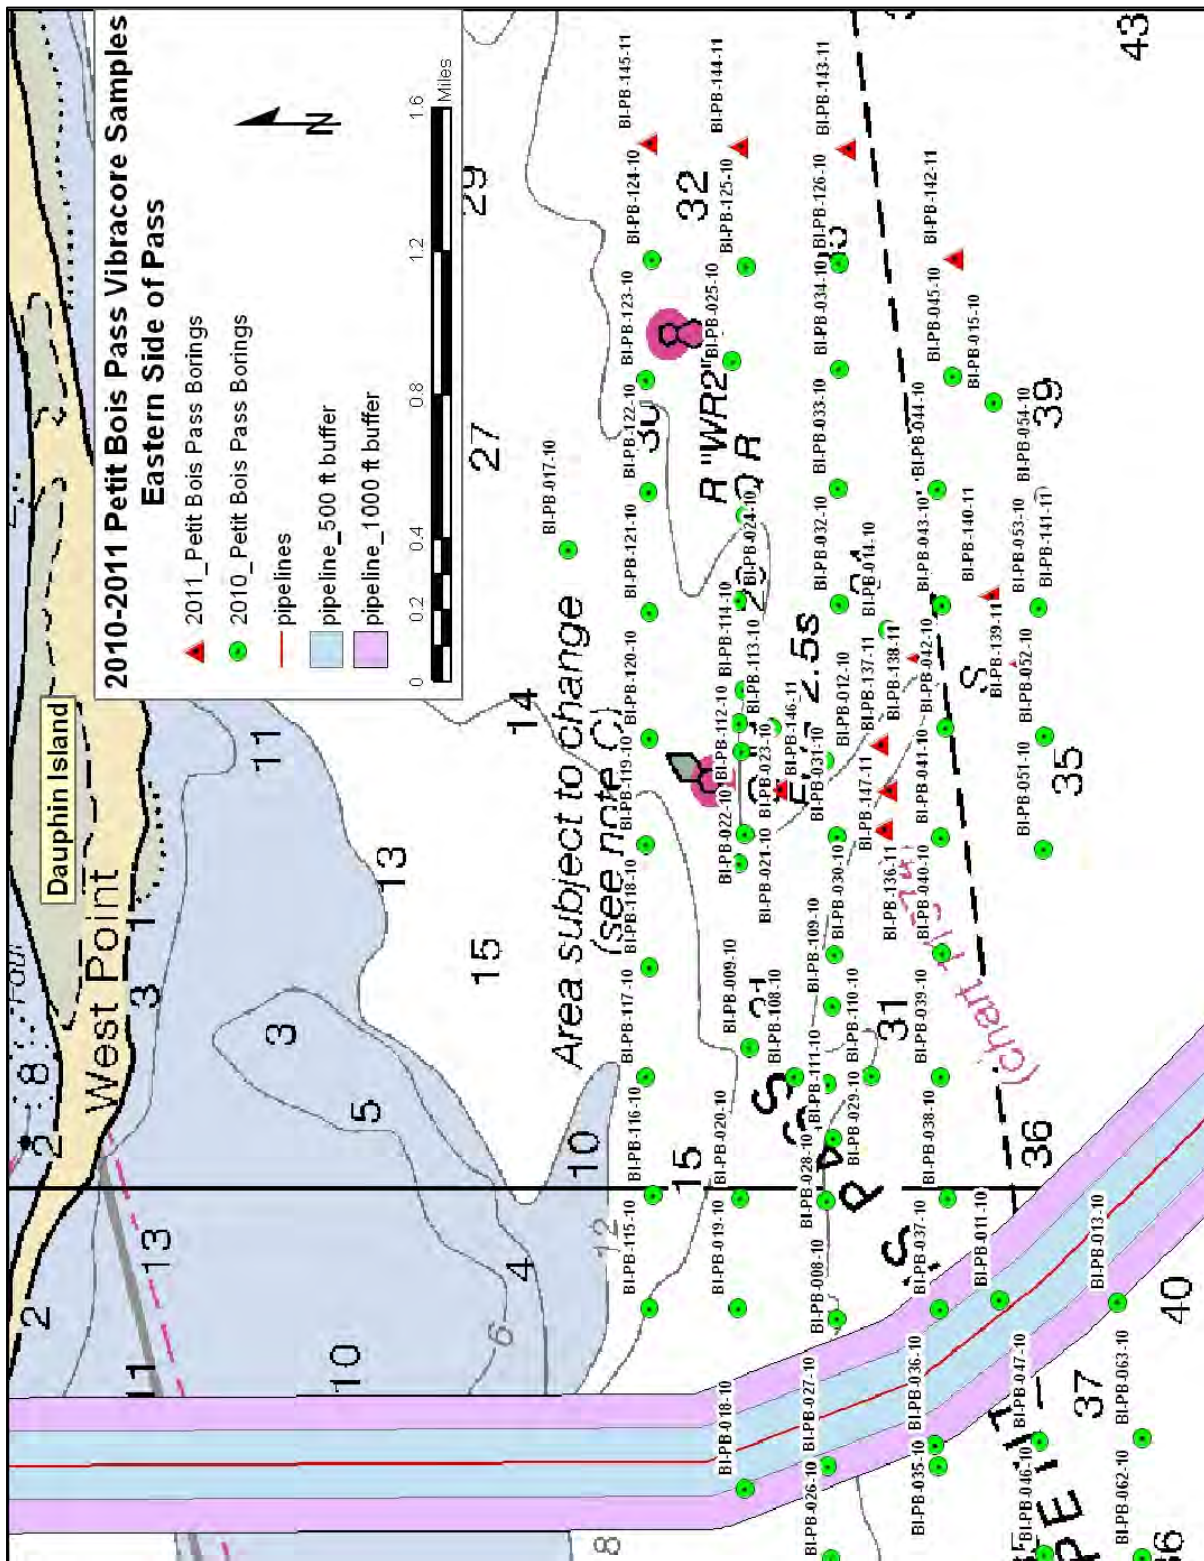 2010-2011 Petit Bois Pass Vibracore Samples
Eastern Side of Pass
2011_Petit Bois Pass Borings
2010_Petit Bois Pass Borings
pipelines
pipeline_500 ft buffer
pipeline_1000 ft buffer
0 0.2 0.4 0.8 1.2 1.6
Miles
N
Dauphin Island
West Point
2
8
2
2
3
1
11
13
11
10
3
5
4
6
13
15
14
27
29
Area subject to change
(see note C)
10
12
15
8
30
32
R "WR2"
Q R
2.5s
S
31
35
36
37
39
40
43
BI-PB-017-10
BI-PB-115-10
BI-PB-116-10
BI-PB-117-10
BI-PB-118-10
BI-PB-119-10
BI-PB-120-10
BI-PB-121-10
BI-PB-122-10
BI-PB-123-10
BI-PB-124-10
BI-PB-145-11
BI-PB-018-10
BI-PB-019-10
BI-PB-020-10
BI-PB-009-10
BI-PB-108-10
BI-PB-021-10
BI-PB-022-10
BI-PB-023-10
BI-PB-112-10
BI-PB-113-10
BI-PB-114-10
BI-PB-146-11
BI-PB-024-10
BI-PB-025-10
BI-PB-125-10
BI-PB-144-11
BI-PB-026-10
BI-PB-027-10
BI-PB-008-10
BI-PB-028-10
BI-PB-029-10
BI-PB-111-10
BI-PB-110-10
BI-PB-109-10
BI-PB-030-10
BI-PB-031-10
BI-PB-012-10
BI-PB-014-10
BI-PB-032-10
BI-PB-033-10
BI-PB-034-10
BI-PB-126-10
BI-PB-143-11
BI-PB-136-11
BI-PB-147-11
BI-PB-137-11
BI-PB-138-11
(chart 11374)
BI-PB-035-10
BI-PB-036-10
BI-PB-037-10
BI-PB-038-10
BI-PB-039-10
BI-PB-040-10
BI-PB-041-10
BI-PB-042-10
BI-PB-043-10
BI-PB-044-10
BI-PB-045-10
BI-PB-142-11
BI-PB-011-10
BI-PB-013-10
BI-PB-139-11
BI-PB-140-11
BI-PB-015-10
BI-PB-046-10
BI-PB-047-10
BI-PB-051-10
BI-PB-052-10
BI-PB-053-10
BI-PB-141-11
BI-PB-054-10
BI-PB-062-10
BI-PB-063-10